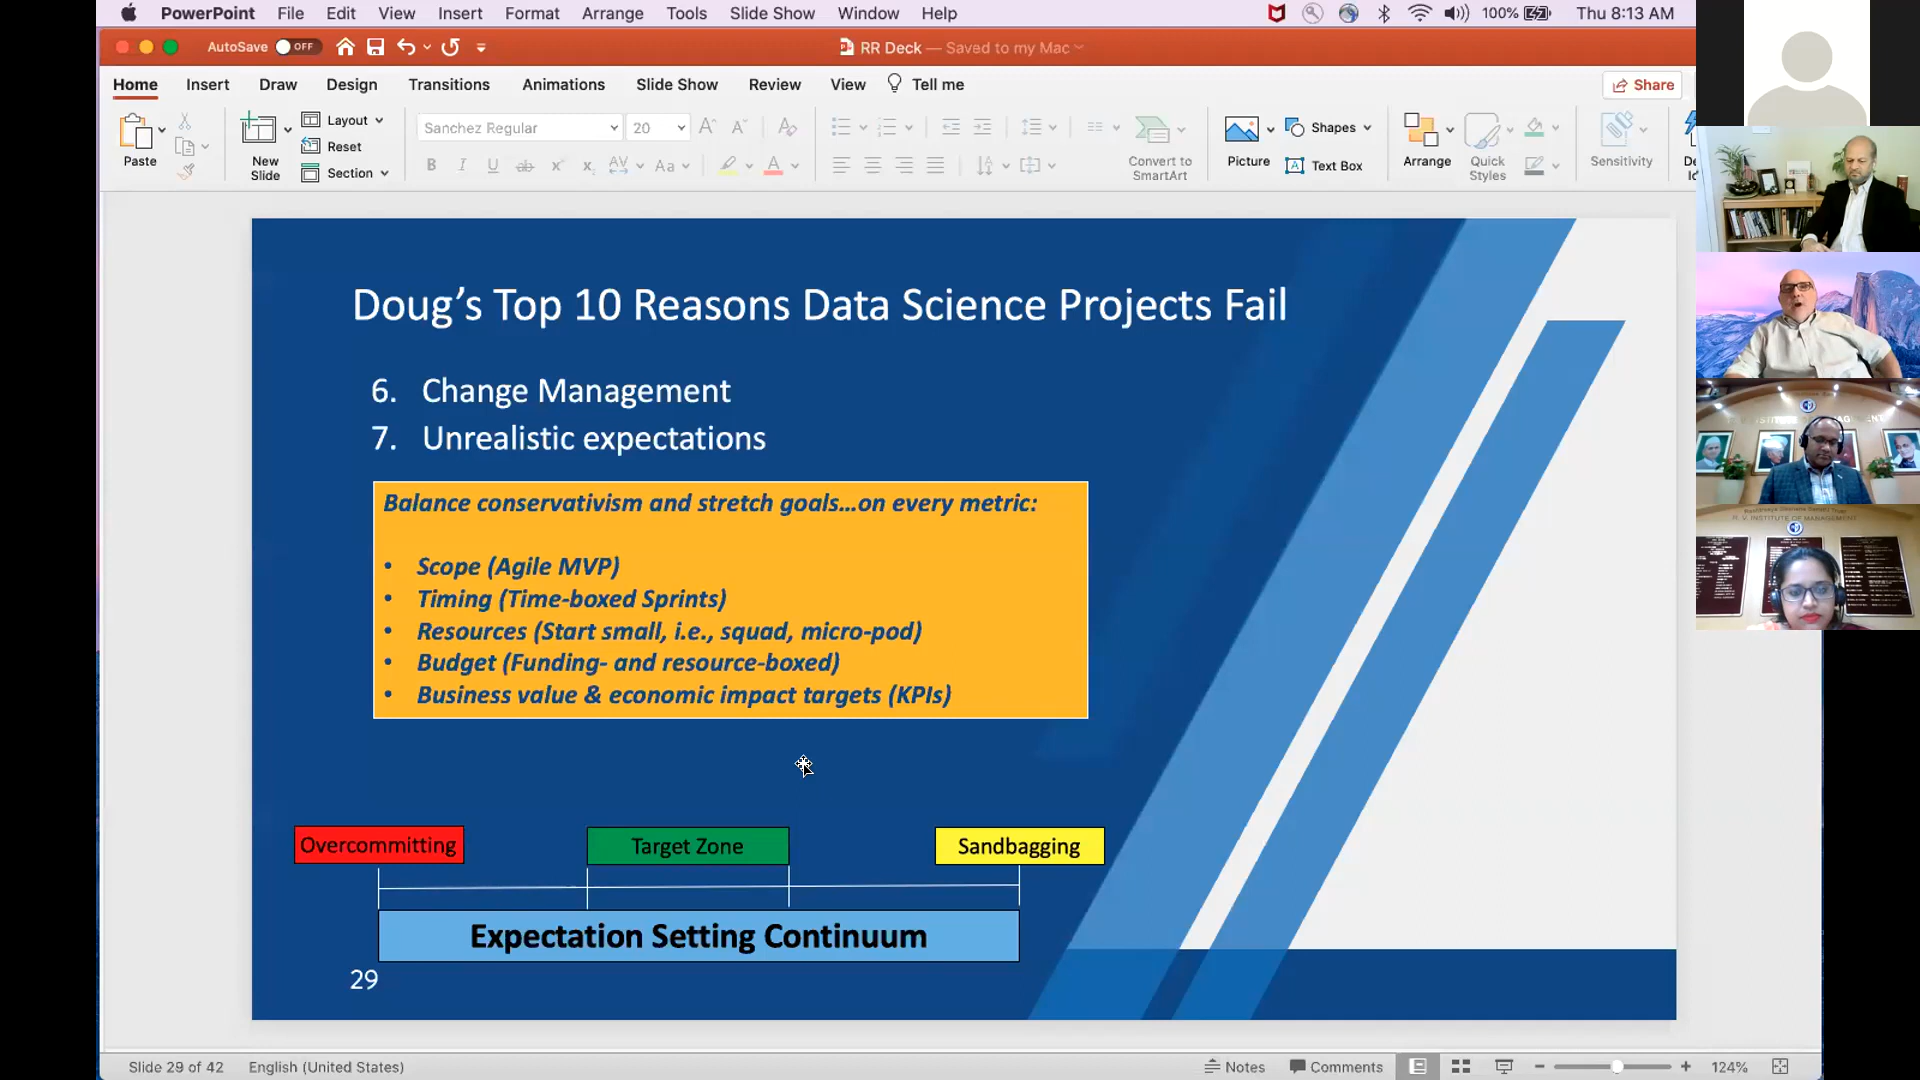 PowerPoint File Edit View Insert Format Arrange Tools Slide Show Window Help 100% Thu 8:13 AM
AutoSave OFF RR Deck — Saved to my Mac
Home Insert Draw Design Transitions Animations Slide Show Review View Tell me Share
Paste New Slide Layout Reset Section
Sanchez Regular 20
Convert to SmartArt
Picture Shapes Text Box Arrange Quick Styles Sensitivity
Doug’s Top 10 Reasons Data Science Projects Fail
6. Change Management
7. Unrealistic expectations
Balance conservativism and stretch goals…on every metric:
• Scope (Agile MVP)
• Timing (Time-boxed Sprints)
• Resources (Start small, i.e., squad, micro-pod)
• Budget (Funding- and resource-boxed)
• Business value & economic impact targets (KPIs)
Overcommitting Target Zone Sandbagging
Expectation Setting Continuum
29
R. V. INSTITUTE OF MANAGEMENT
Slide 29 of 42 English (United States) Notes Comments 124%